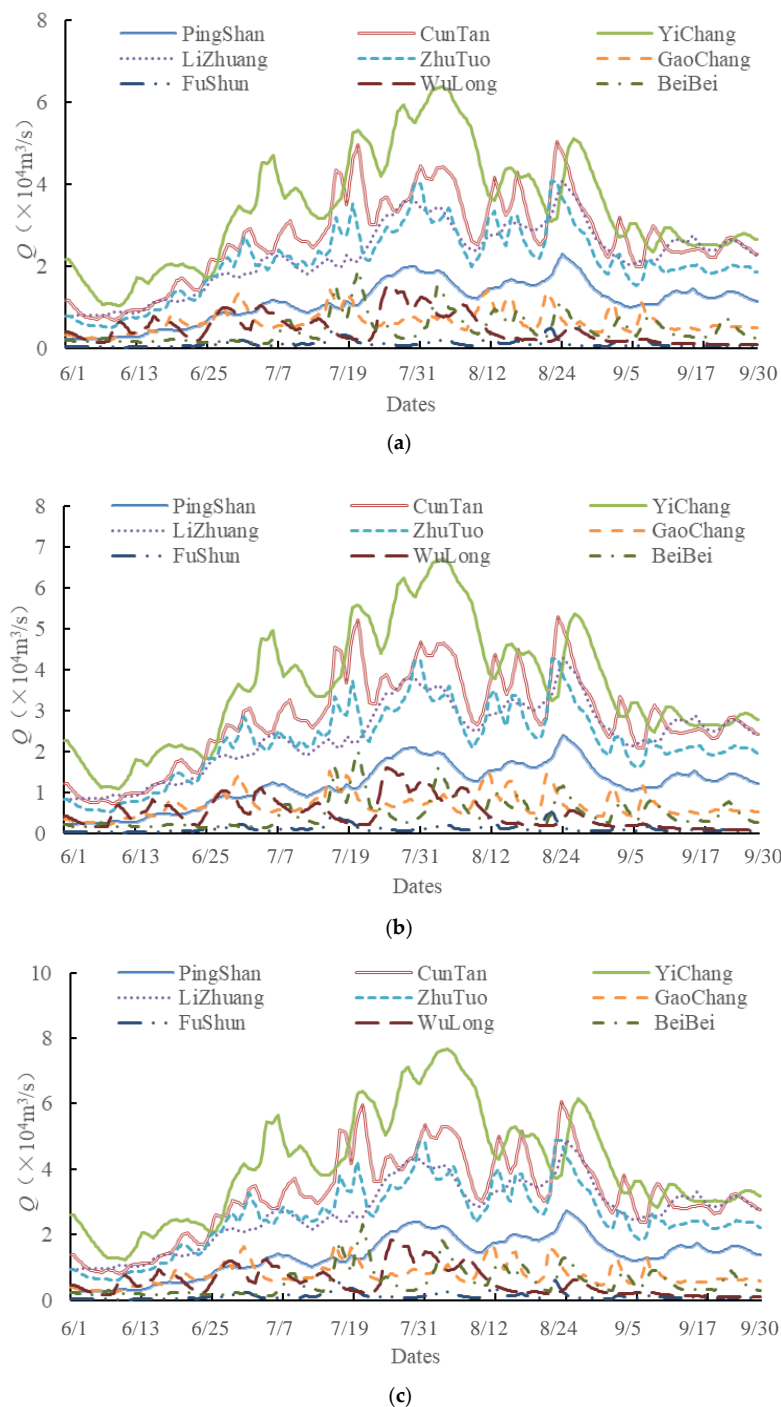 8
PingShan CunTan YiChang
LiZhuang ZhuTuo GaoChang
FuShun WuLong BeiBei
6
4
2
0
Q（×10⁴m³/s）
6/1 6/13 6/25 7/7 7/19 7/31 8/12 8/24 9/5 9/17 9/30
Dates
(a)
8
PingShan CunTan YiChang
LiZhuang ZhuTuo GaoChang
FuShun WuLong BeiBei
7
6
5
4
3
2
1
0
Q（×10⁴m³/s）
6/1 6/13 6/25 7/7 7/19 7/31 8/12 8/24 9/5 9/17 9/30
Dates
(b)
10
PingShan CunTan YiChang
LiZhuang ZhuTuo GaoChang
FuShun WuLong BeiBei
8
6
4
2
0
Q（×10⁴m³/s）
6/1 6/13 6/25 7/7 7/19 7/31 8/12 8/24 9/5 9/17 9/30
Dates
(c)